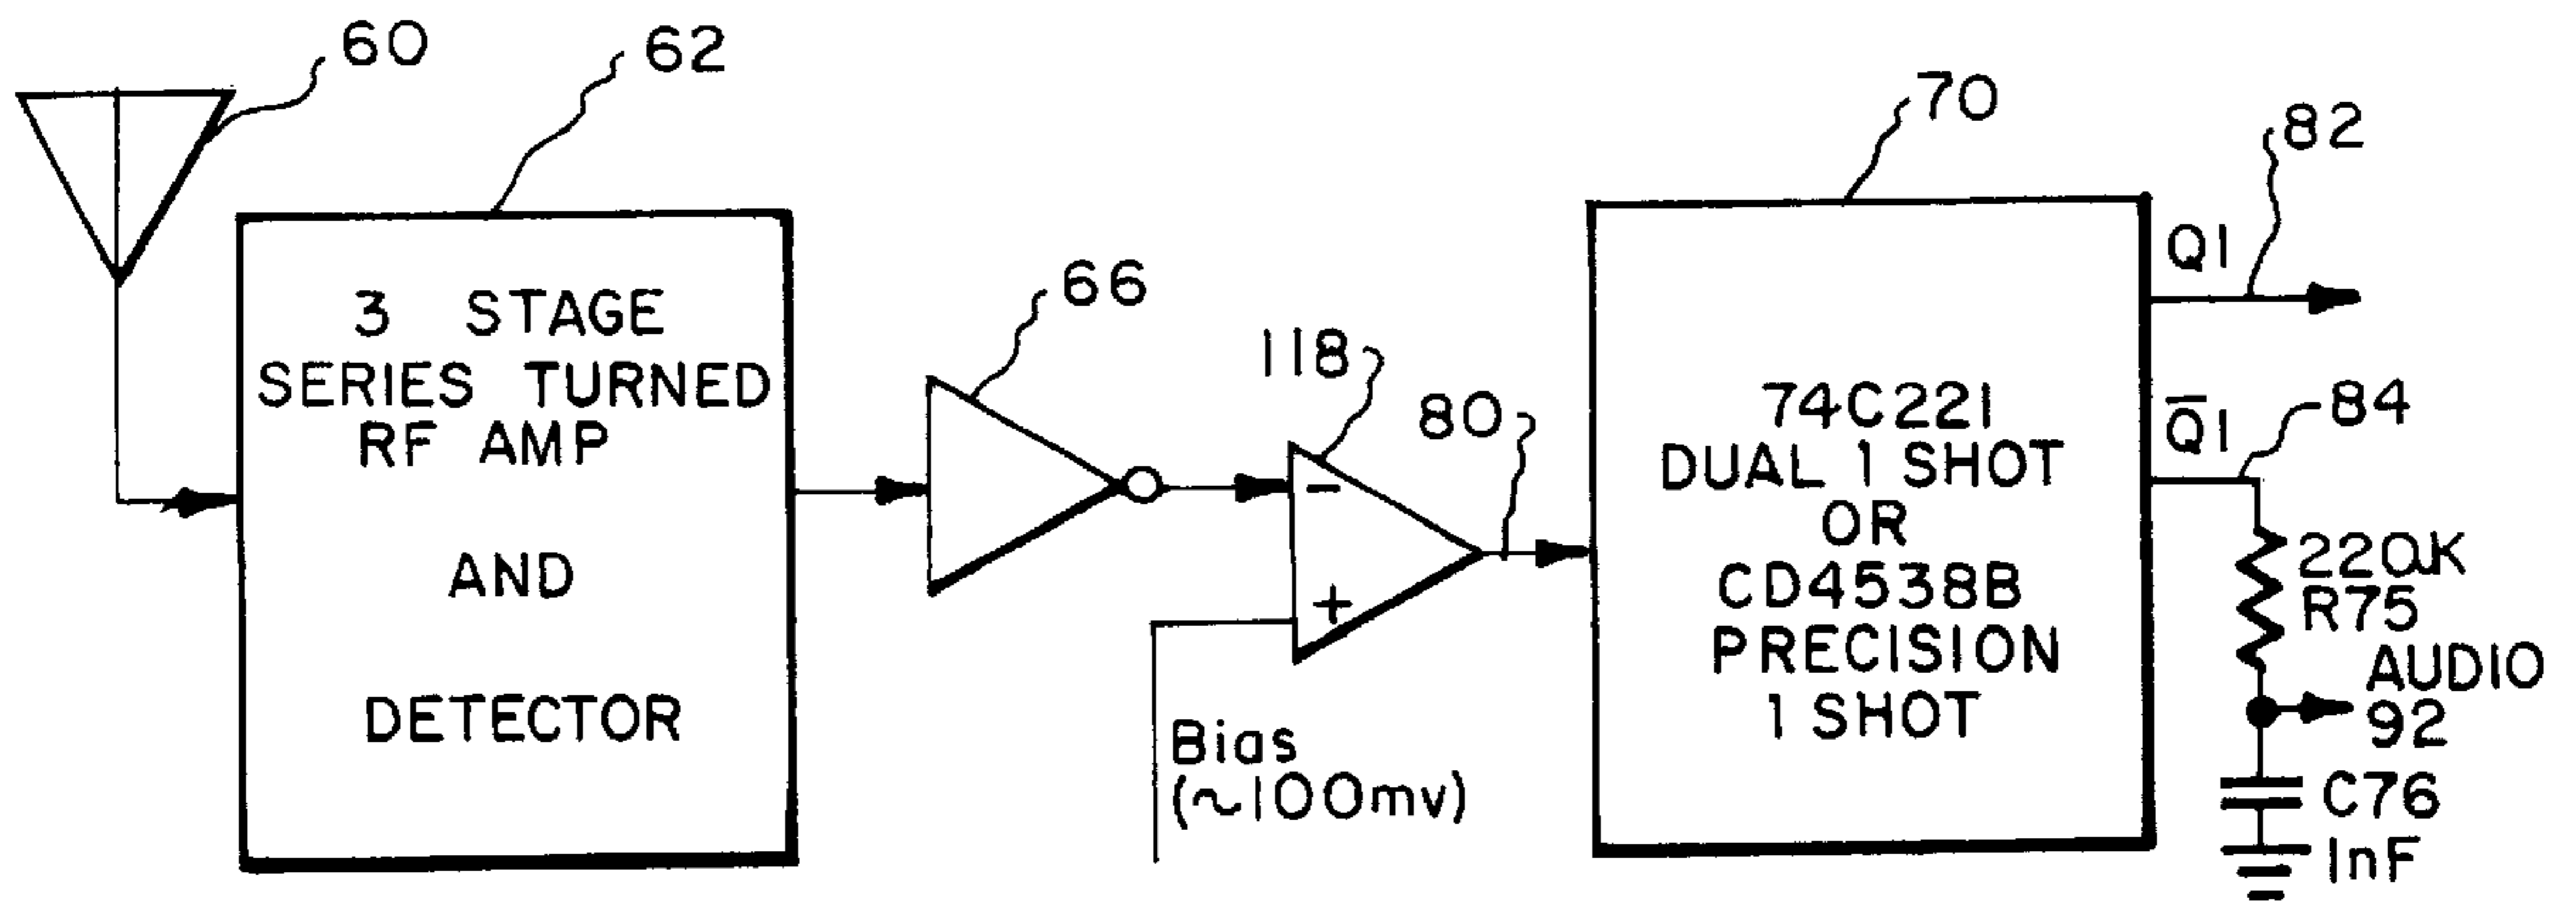 60
62
3 STAGE
SERIES TURNED
RF AMP
AND
DETECTOR
66
118
-
+
Bias
(~100mv)
80
70
74C221
DUAL 1 SHOT
OR
CD4538B
PRECISION
1 SHOT
Q1
82
Q̅1
84
220K
R75
AUDIO
92
C76
1nF